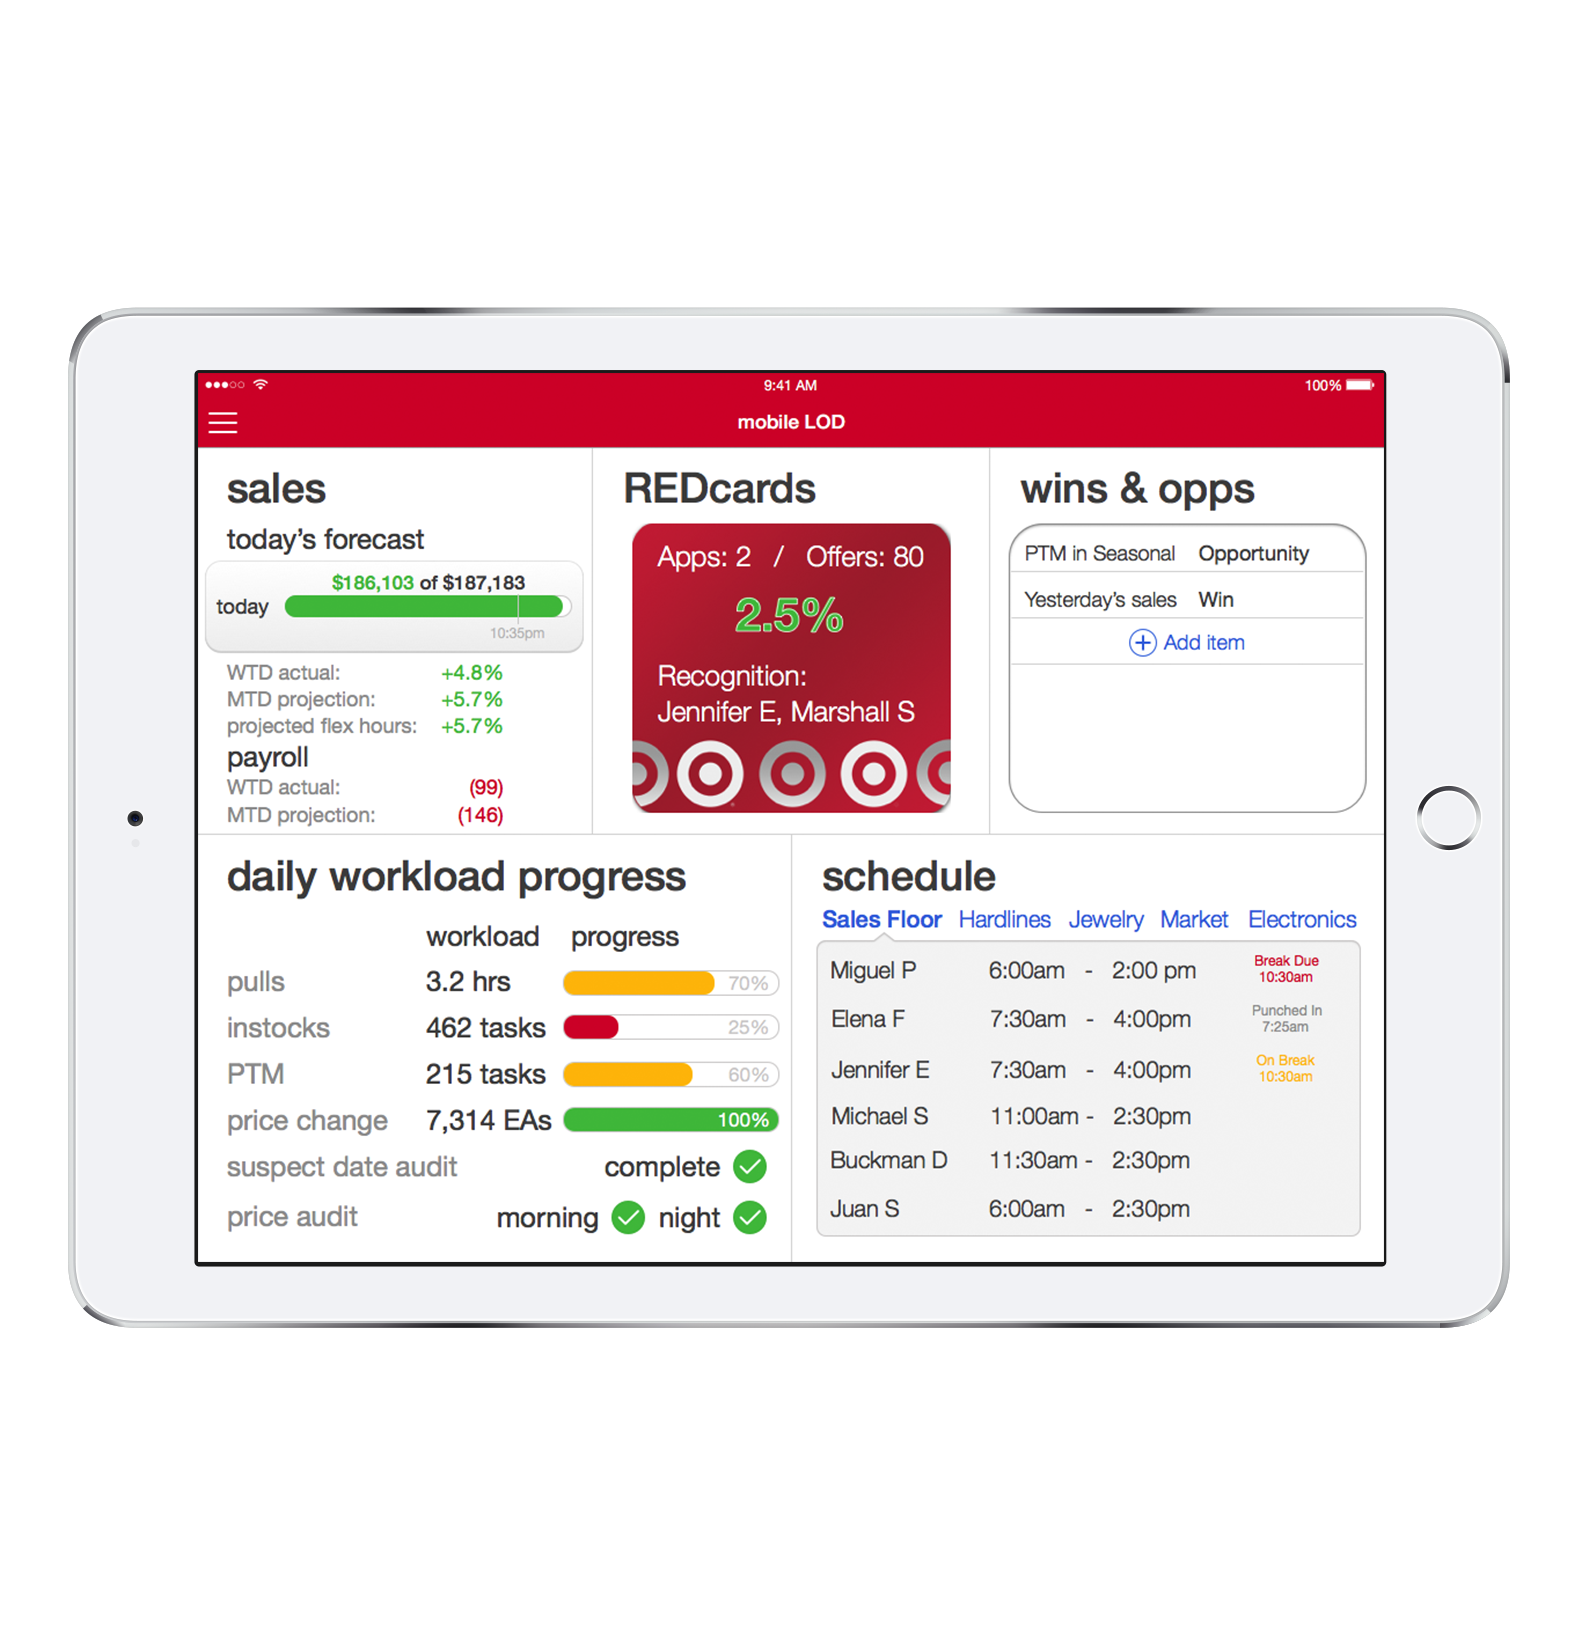 9:41 AM
100%
mobile LOD
sales
today's forecast
$186,103 of $187,183
today
10:35pm
WTD actual: +4.8%
MTD projection: +5.7%
projected flex hours: +5.7%
payroll
WTD actual: (99)
MTD projection: (146)
REDcards
Apps: 2 / Offers: 80
2.5%
Recognition:
Jennifer E, Marshall S
wins & opps
PTM in Seasonal Opportunity
Yesterday's sales Win
Add item
daily workload progress
workload progress
pulls 3.2 hrs 70%
instocks 462 tasks 25%
PTM 215 tasks 60%
price change 7,314 EAs 100%
suspect date audit complete
price audit morning night
schedule
Sales Floor Hardlines Jewelry Market Electronics
Miguel P 6:00am - 2:00 pm Break Due
10:30am
Elena F 7:30am - 4:00pm Punched In
7:25am
Jennifer E 7:30am - 4:00pm On Break
10:30am
Michael S 11:00am - 2:30pm
Buckman D 11:30am - 2:30pm
Juan S 6:00am - 2:30pm